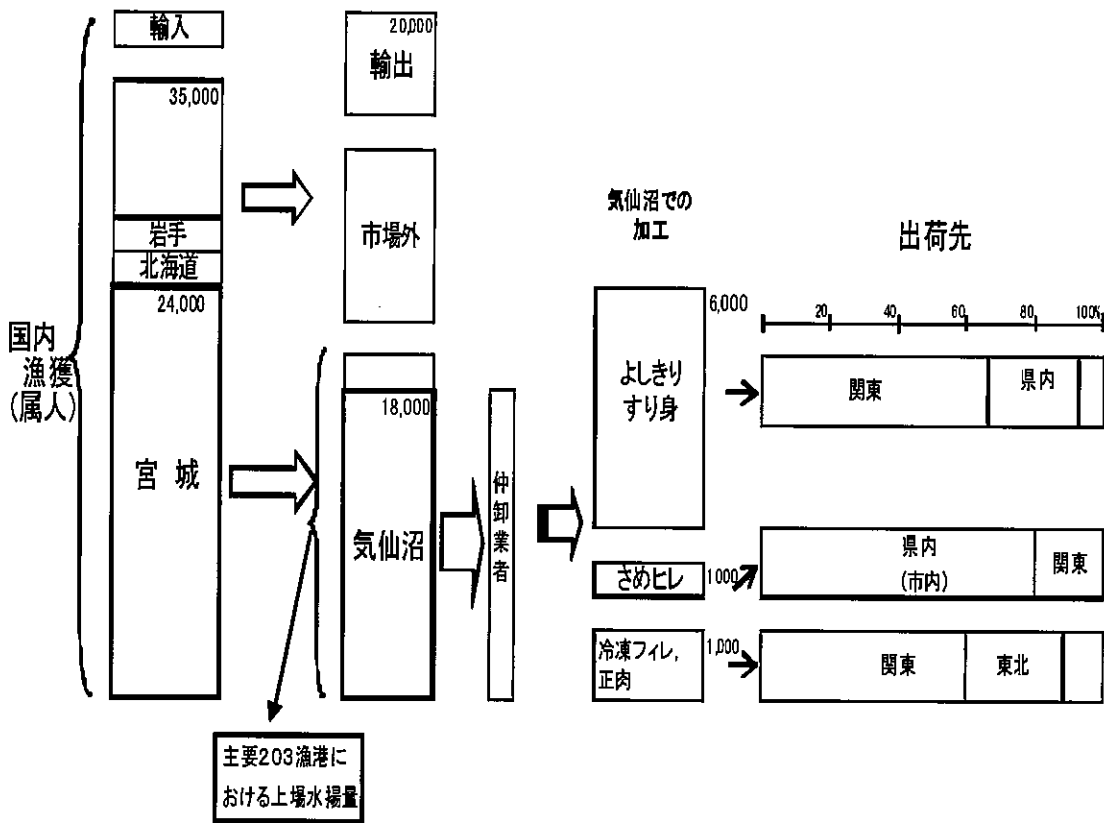 輸入
35,000
岩手
北海道
24,000
宮 城
国内
漁獲
(属人)
20,000
輸出
市場外
18,000
気仙沼
仲卸業者
主要203漁港に
おける上場水揚量
気仙沼での
加工
6,000
よしきり
すり身
さめヒレ
1000
冷凍フィレ,
正肉
1,000
出荷先
20 40 60 80 100%
関東 県内
県内 関東
(市内)
関東 東北